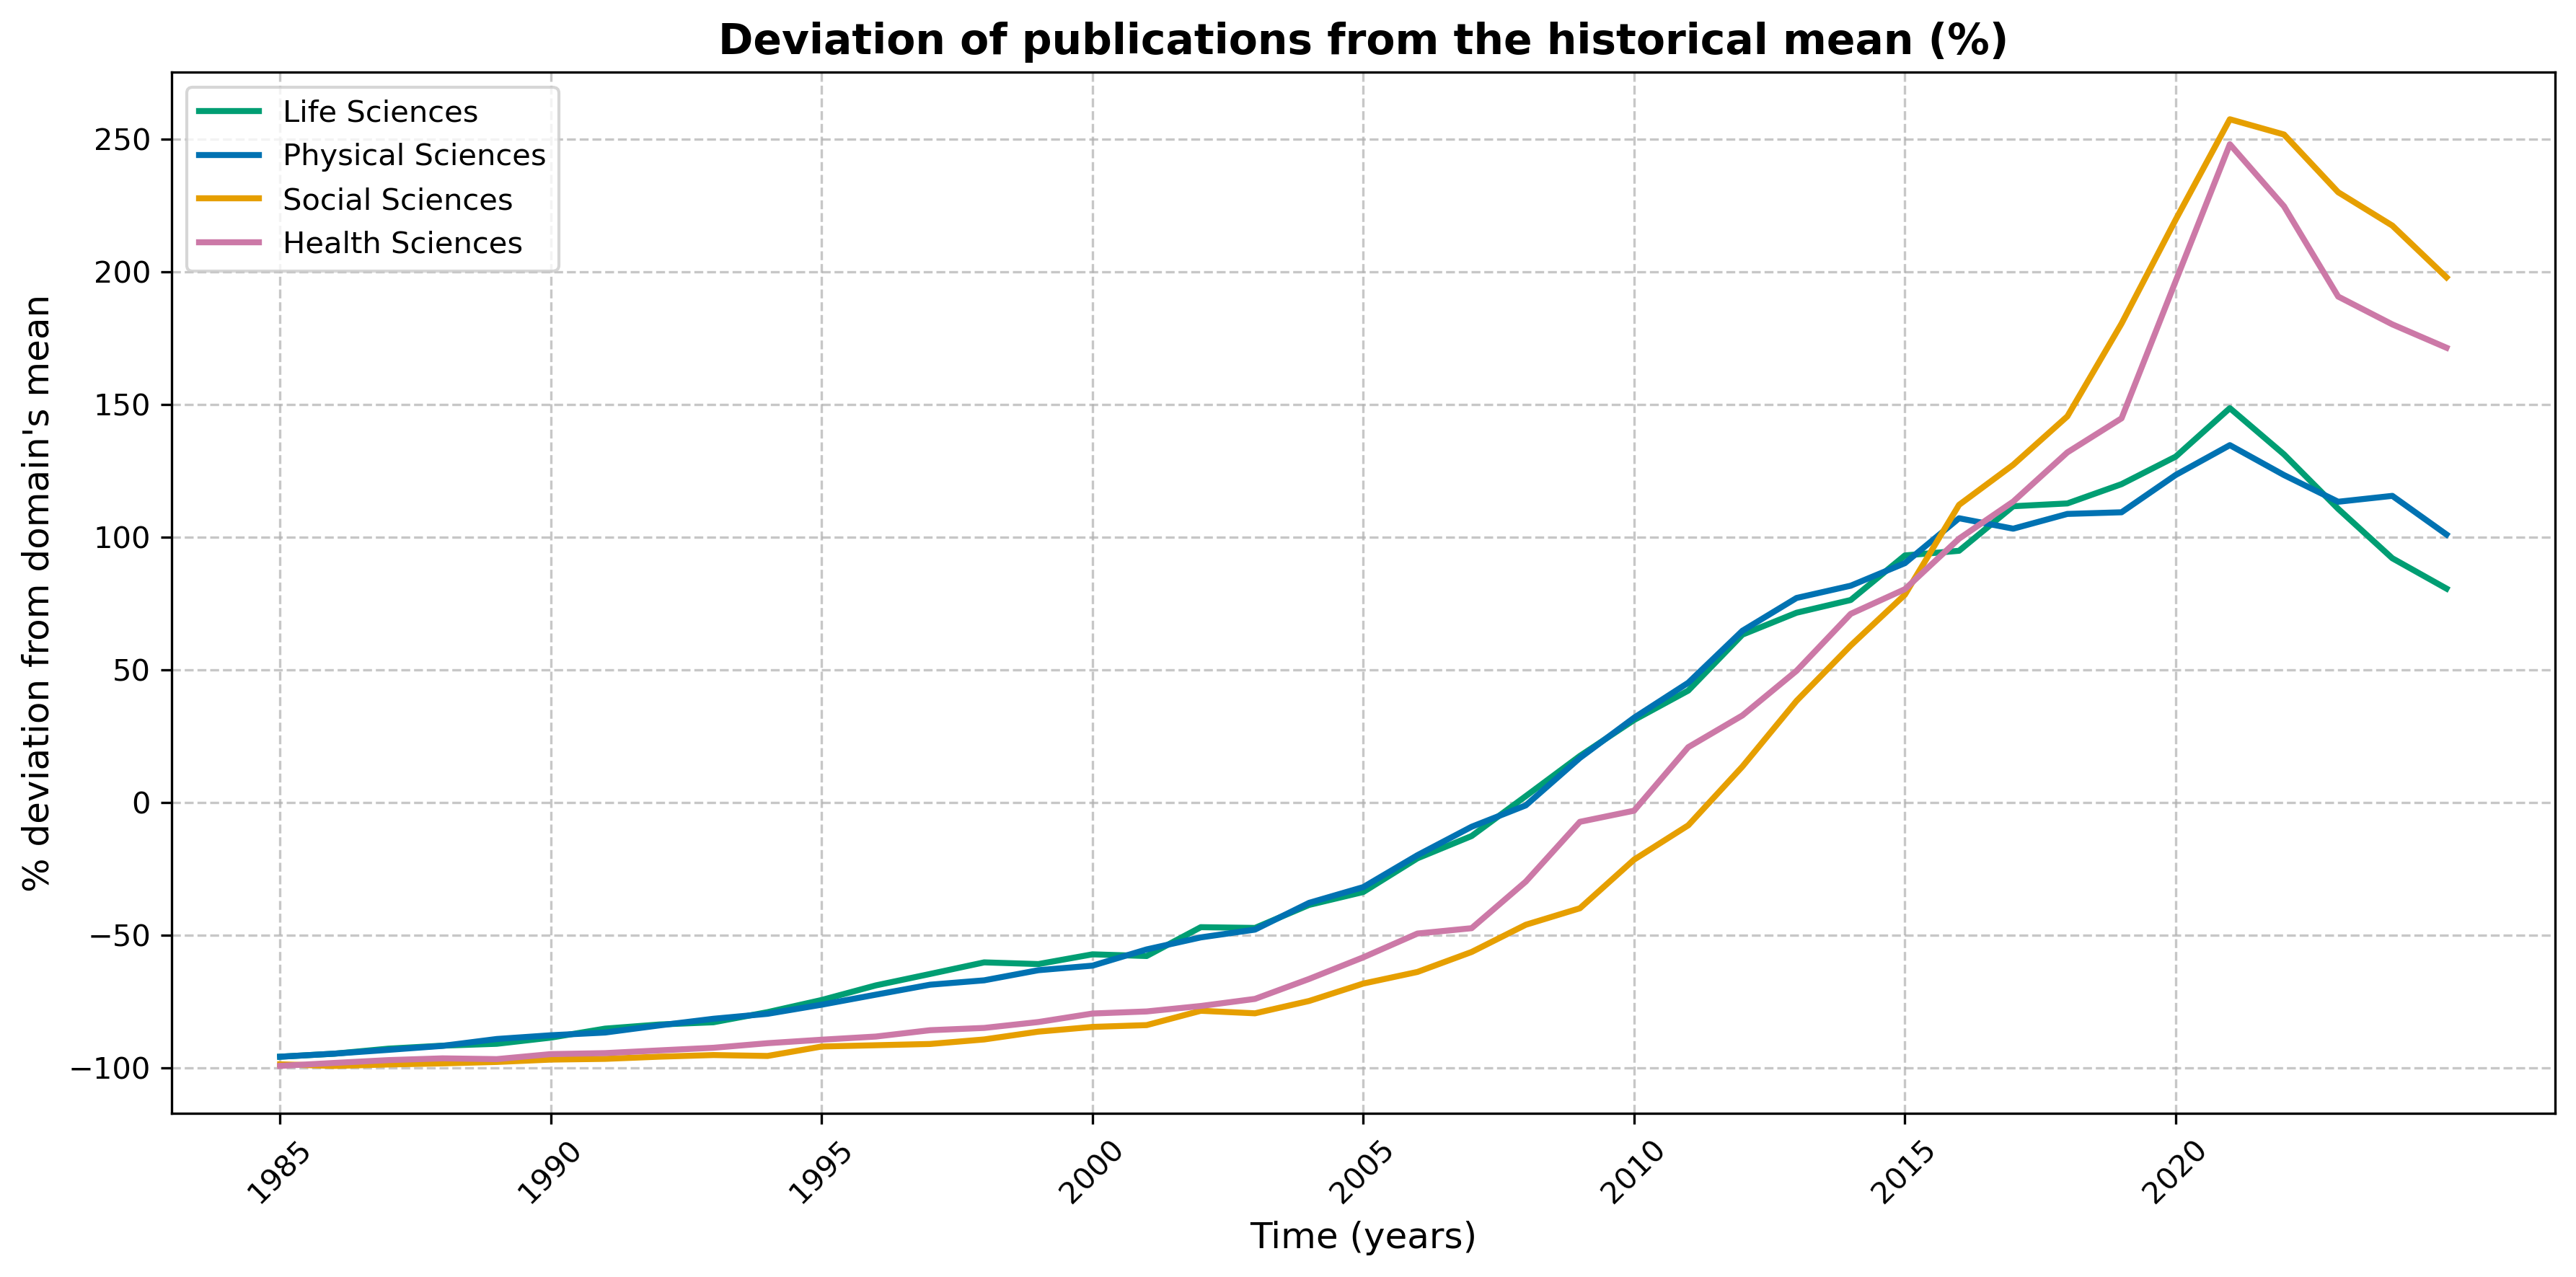 Deviation of publications from the historical mean (%)
Life Sciences
Physical Sciences
Social Sciences
Health Sciences
% deviation from domain's mean
250
200
150
100
50
0
−50
−100
1985
1990
1995
2000
2005
2010
2015
2020
Time (years)